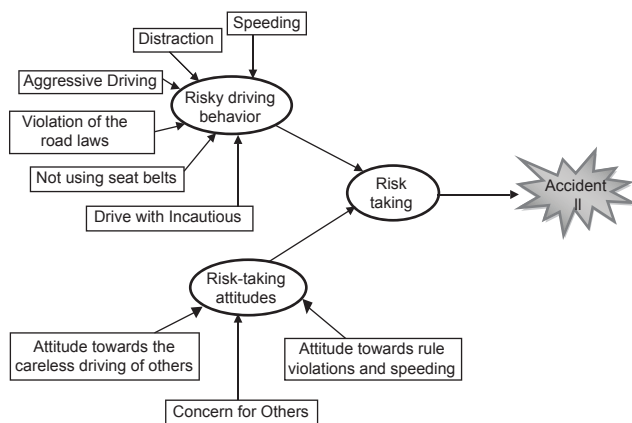 Speeding
Distraction
Aggressive Driving
Risky driving
behavior
Violation of the
road laws
Not using seat belts
Drive with Incautious
Risk
taking
Accident
II
Risk-taking
attitudes
Attitude towards the
careless driving of others
Attitude towards rule
violations and speeding
Concern for Others